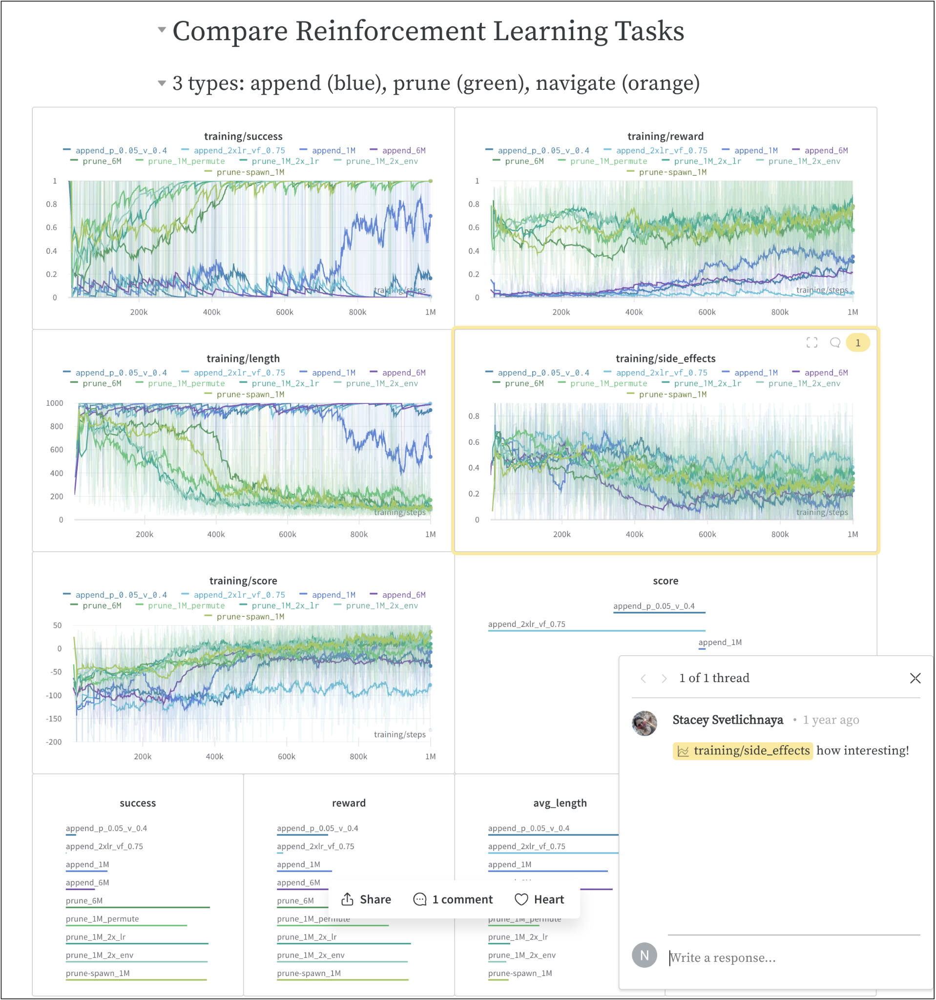 Compare Reinforcement Learning Tasks
3 types: append (blue), prune (green), navigate (orange)
training/success
append_p_0.05_v_0.4 append_2xlr_vf_0.75 append_1M append_6M
prune_6M prune_1M_permute prune_1M_2x_lr prune_1M_2x_env
prune-spawn_1M
1
0.8
0.6
0.4
0.2
0
training/steps
200k 400k 600k 800k 1M
training/reward
append_p_0.05_v_0.4 append_2xlr_vf_0.75 append_1M append_6M
prune_6M prune_1M_permute prune_1M_2x_lr prune_1M_2x_env
prune-spawn_1M
1
0.8
0.6
0.4
0.2
0
training/steps
200k 400k 600k 800k 1M
training/length
append_p_0.05_v_0.4 append_2xlr_vf_0.75 append_1M append_6M
prune_6M prune_1M_permute prune_1M_2x_lr prune_1M_2x_env
prune-spawn_1M
1000
800
600
400
200
0
training/steps
200k 400k 600k 800k 1M
1
training/side_effects
append_p_0.05_v_0.4 append_2xlr_vf_0.75 append_1M append_6M
prune_6M prune_1M_permute prune_1M_2x_lr prune_1M_2x_env
prune-spawn_1M
0.8
0.6
0.4
0.2
0
training/steps
200k 400k 600k 800k 1M
training/score
append_p_0.05_v_0.4 append_2xlr_vf_0.75 append_1M append_6M
prune_6M prune_1M_permute prune_1M_2x_lr prune_1M_2x_env
prune-spawn_1M
50
0
-50
-100
-150
-200
training/steps
200k 400k 600k 800k 1M
score
append_p_0.05_v_0.4
append_2xlr_vf_0.75
append_1M
1 of 1 thread
Stacey Svetlichnaya • 1 year ago
training/side_effects how interesting!
N
Write a response...
success
append_p_0.05_v_0.4
append_2xlr_vf_0.75
append_1M
append_6M
prune_6M
prune_1M_permute
prune_1M_2x_lr
prune_1M_2x_env
prune-spawn_1M
reward
append_p_0.05_v_0.4
append_2xlr_vf_0.75
append_1M
append_6M
prune_6M
prune_1M_permute
prune_1M_2x_lr
prune_1M_2x_env
prune-spawn_1M
avg_length
append_p_0.05_v_0.4
append_2xlr_vf_0.75
append_1M
prune_1M_permute
prune_1M_2x_lr
prune_1M_2x_env
prune-spawn_1M
Share 1 comment Heart